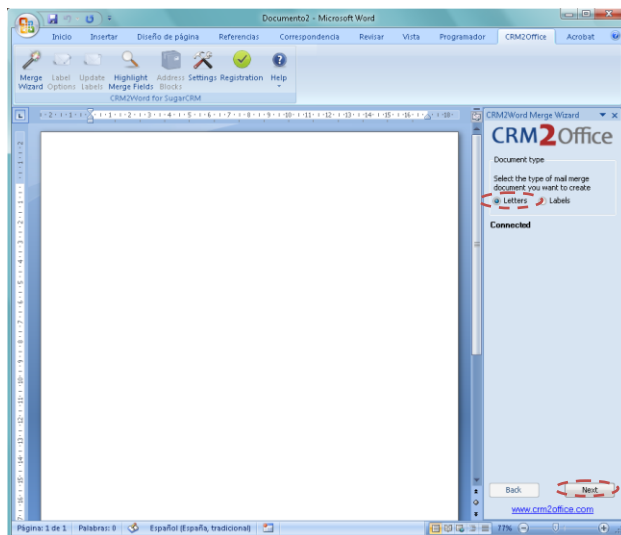 Documento2 - Microsoft Word
Inicio Insertar Diseño de página Referencias Correspondencia Revisar Vista Programador CRM2Office Acrobat
Merge Wizard
Label Options
Update Labels
Highlight Merge Fields
Address Blocks
Settings
Registration
Help
CRM2Word for SugarCRM
CRM2Word Merge Wizard
CRM2Office
Document type
Select the type of mail merge
document you want to create
Letters Labels
Connected
Back Next
www.crm2office.com
Página: 1 de 1 Palabras: 0 Español (España, tradicional) 77%